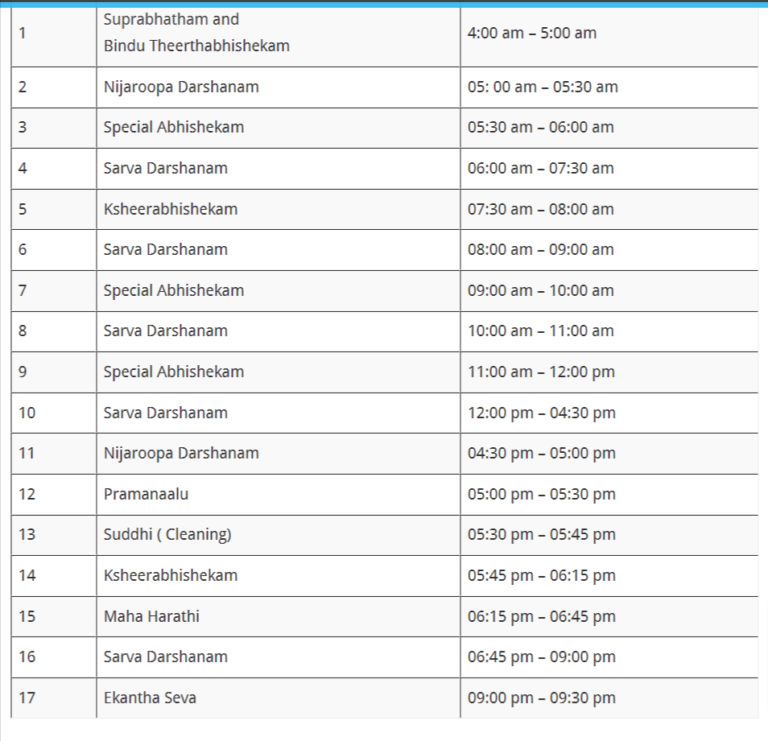 1 Suprabhatham and
Bindu Theerthabhishekam 4:00 am – 5:00 am
2 Nijaroopa Darshanam 05: 00 am – 05:30 am
3 Special Abhishekam 05:30 am – 06:00 am
4 Sarva Darshanam 06:00 am – 07:30 am
5 Ksheerabhishekam 07:30 am – 08:00 am
6 Sarva Darshanam 08:00 am – 09:00 am
7 Special Abhishekam 09:00 am – 10:00 am
8 Sarva Darshanam 10:00 am – 11:00 am
9 Special Abhishekam 11:00 am – 12:00 pm
10 Sarva Darshanam 12:00 pm – 04:30 pm
11 Nijaroopa Darshanam 04:30 pm – 05:00 pm
12 Pramanaalu 05:00 pm – 05:30 pm
13 Suddhi ( Cleaning) 05:30 pm – 05:45 pm
14 Ksheerabhishekam 05:45 pm – 06:15 pm
15 Maha Harathi 06:15 pm – 06:45 pm
16 Sarva Darshanam 06:45 pm – 09:00 pm
17 Ekantha Seva 09:00 pm – 09:30 pm